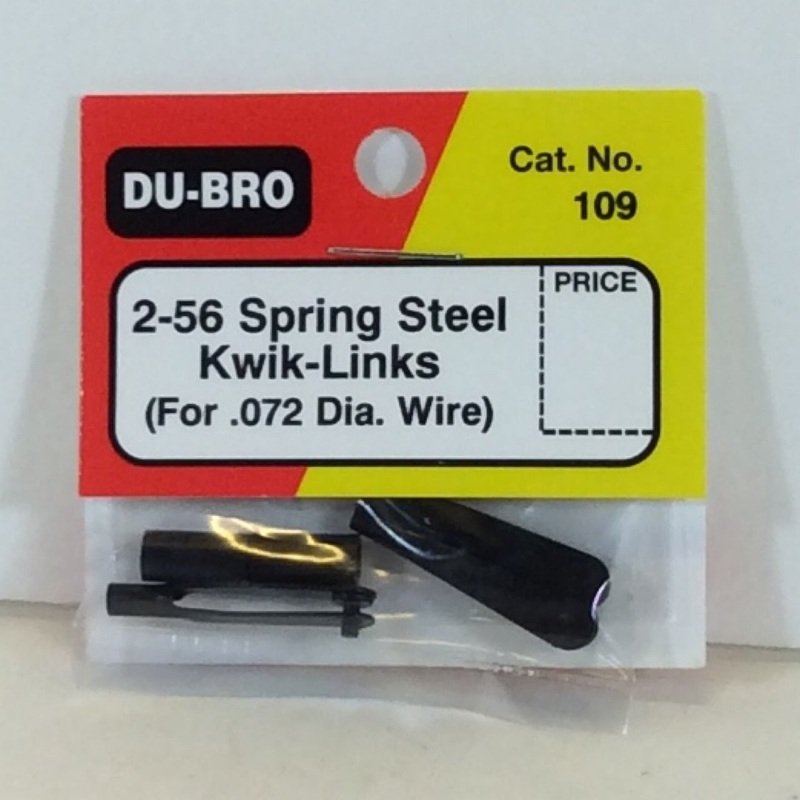 DU-BRO
Cat. No.
109
2-56 Spring Steel
Kwik-Links
(For .072 Dia. Wire)
PRICE